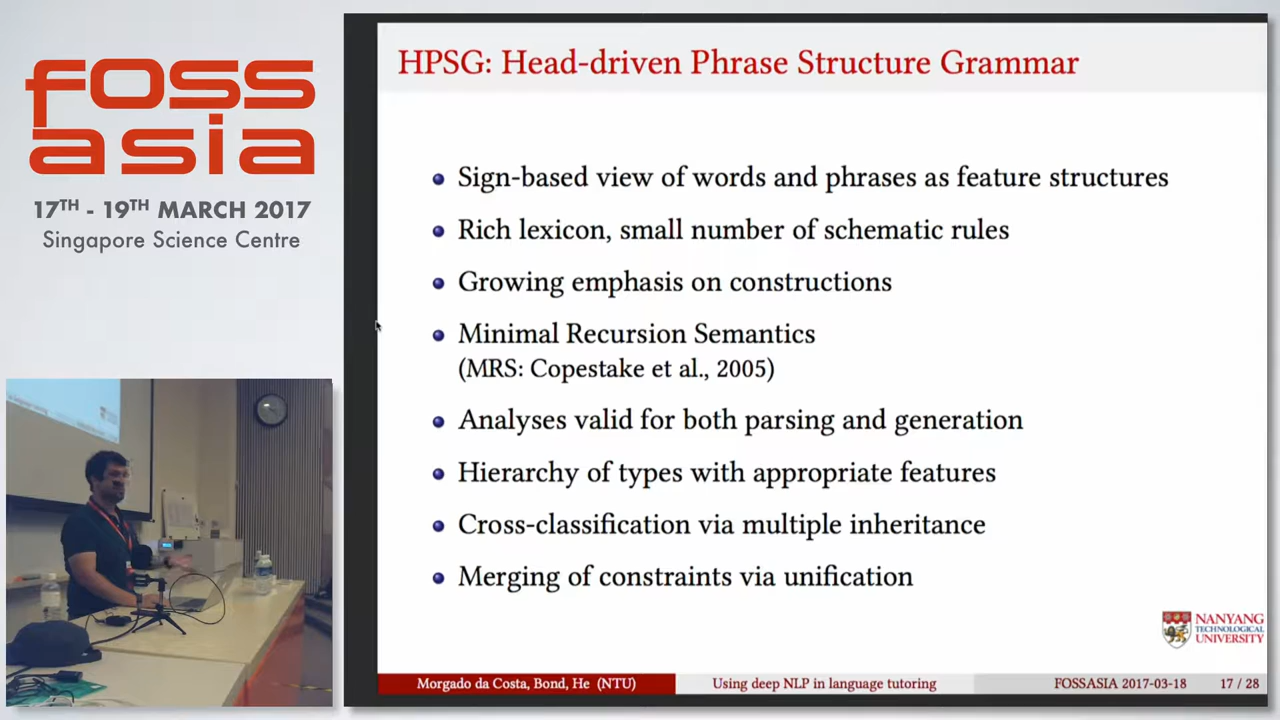 foss
asia
17TH - 19TH MARCH 2017
Singapore Science Centre
HPSG: Head-driven Phrase Structure Grammar
Sign-based view of words and phrases as feature structures
Rich lexicon, small number of schematic rules
Growing emphasis on constructions
Minimal Recursion Semantics
(MRS: Copestake et al., 2005)
Analyses valid for both parsing and generation
Hierarchy of types with appropriate features
Cross-classification via multiple inheritance
Merging of constraints via unification
NANYANG
TECHNOLOGICAL
UNIVERSITY
Morgado da Costa, Bond, He (NTU)
Using deep NLP in language tutoring
FOSSASIA 2017-03-18
17 / 28